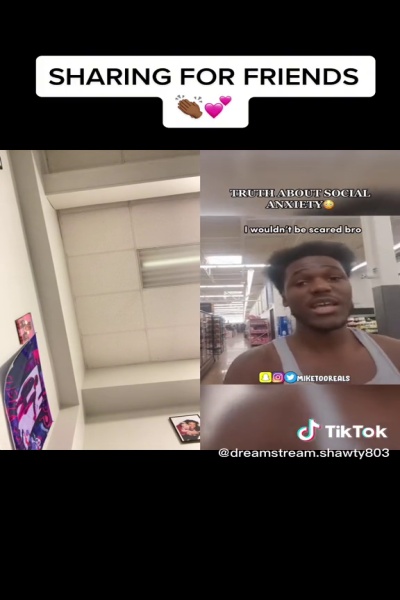 SHARING FOR FRIENDS
👏🏾💕
TRUTH ABOUT SOCIAL
ANXIETY😳
I wouldn't be scared bro
MIKETOOREALS
TikTok
@dreamstream.shawty803